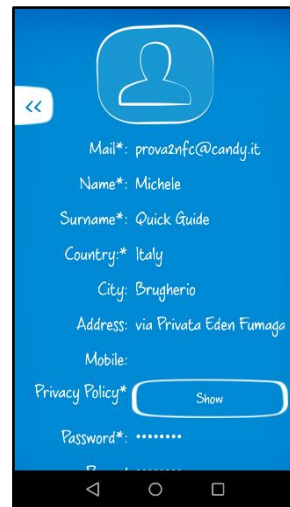 <<
Mail*: prova2nfc@candy.it
Name*: Michele
Surname*: Quick Guide
Country:* Italy
City: Brugherio
Address: via Privata Eden Fumaga
Mobile:
Privacy Policy* Show
Password*: ••••••••